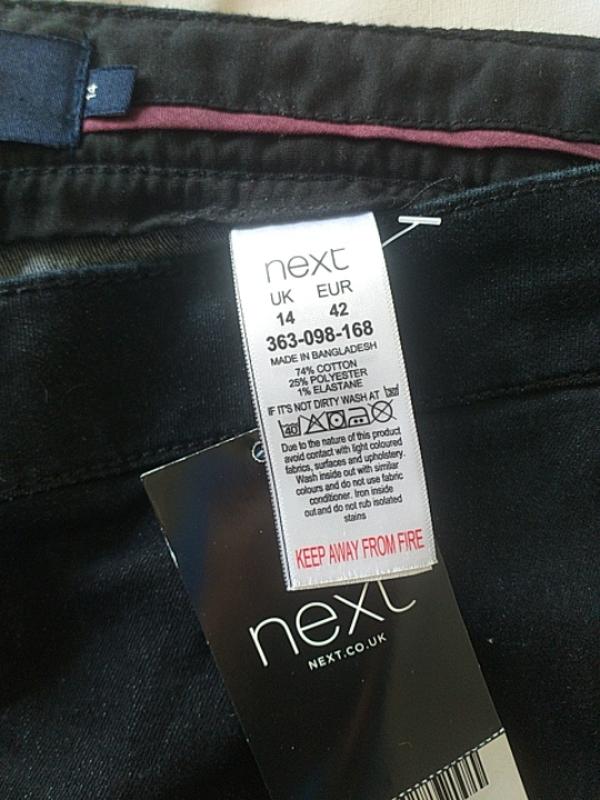 14
next
UK EUR
14 42
363-098-168
MADE IN BANGLADESH
74% COTTON
25% POLYESTER
1% ELASTANE
IF IT'S NOT DIRTY WASH AT
40
Due to the nature of this product
avoid contact with light coloured
fabrics, surfaces and upholstery.
Wash inside out with similar
colours and do not use fabric
conditioner. Iron inside
out and do not rub isolated
stains
KEEP AWAY FROM FIRE
next
NEXT.CO.UK